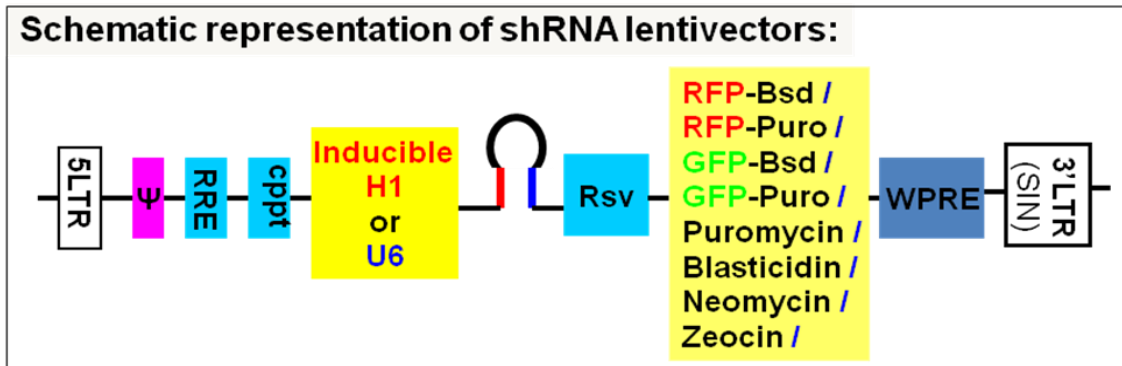 Schematic representation of shRNA lentivectors:
5LTR
Ψ
RRE
cppt
Inducible
H1
or
U6
Rsv
RFP-Bsd /
RFP-Puro /
GFP-Bsd /
GFP-Puro /
Puromycin /
Blasticidin /
Neomycin /
Zeocin /
WPRE
3'LTR
(SIN)